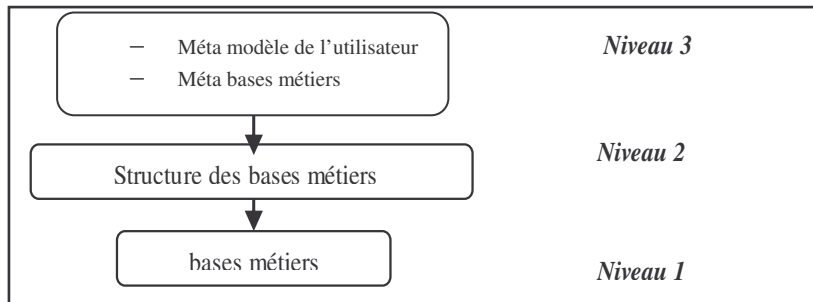 – Méta modèle de l'utilisateur
Niveau 3
– Méta bases métiers
Niveau 2
Structure des bases métiers
bases métiers
Niveau 1